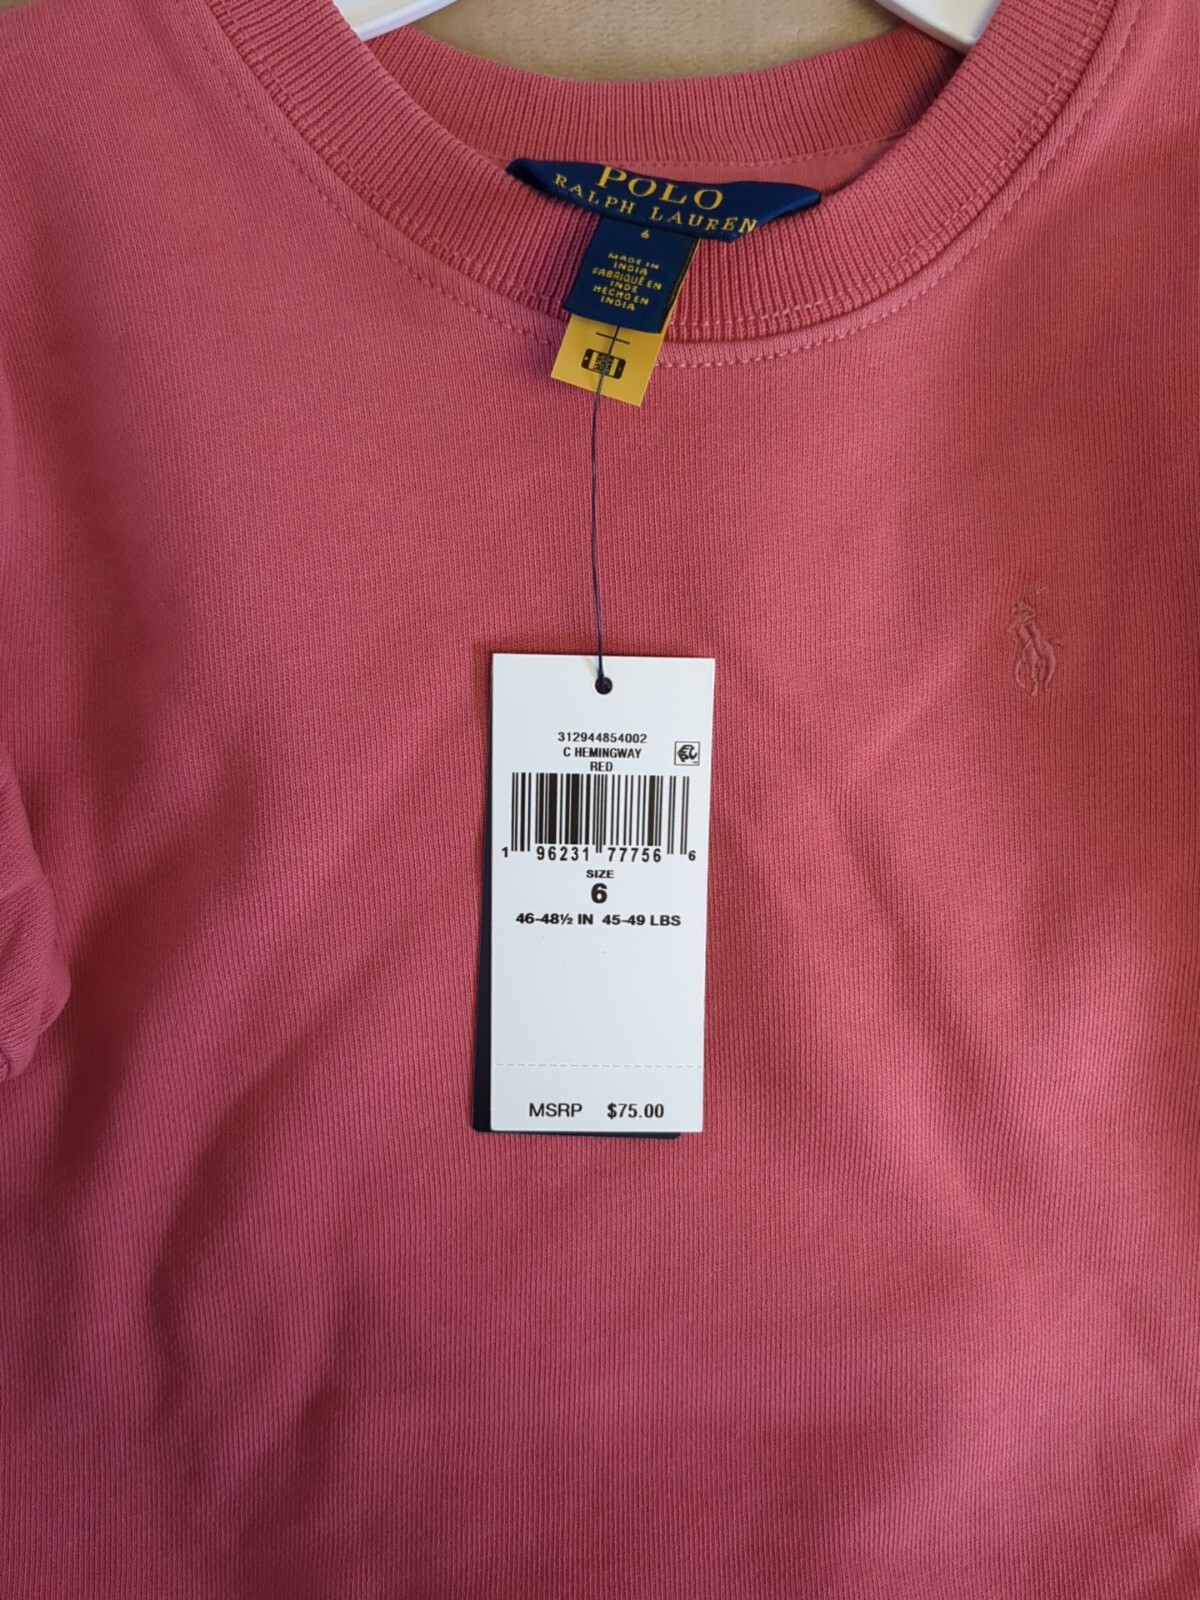 POLO
RALPH LAUREN
6
MADE IN
INDIA
FABRIQUÉ EN
INDE
HECHO EN
INDIA
312944854002
C HEMINGWAY
RED
1 96231 77756 6
SIZE
6
46-48½ IN 45-49 LBS
MSRP $75.00